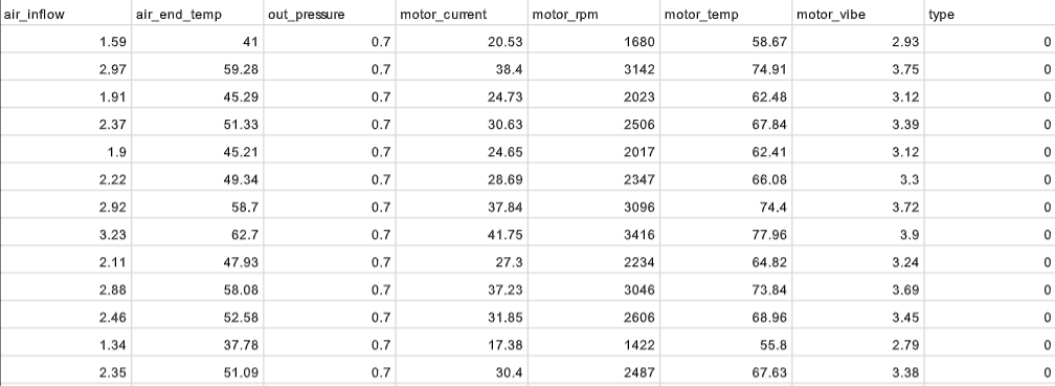 air_inflow air_end_temp out_pressure motor_current motor_rpm motor_temp motor_vibe type
1.59 41 0.7 20.53 1680 58.67 2.93 0
2.97 59.28 0.7 38.4 3142 74.91 3.75 0
1.91 45.29 0.7 24.73 2023 62.48 3.12 0
2.37 51.33 0.7 30.63 2506 67.84 3.39 0
1.9 45.21 0.7 24.65 2017 62.41 3.12 0
2.22 49.34 0.7 28.69 2347 66.08 3.3 0
2.92 58.7 0.7 37.84 3096 74.4 3.72 0
3.23 62.7 0.7 41.75 3416 77.96 3.9 0
2.11 47.93 0.7 27.3 2234 64.82 3.24 0
2.88 58.08 0.7 37.23 3046 73.84 3.69 0
2.46 52.58 0.7 31.85 2606 68.96 3.45 0
1.34 37.78 0.7 17.38 1422 55.8 2.79 0
2.35 51.09 0.7 30.4 2487 67.63 3.38 0